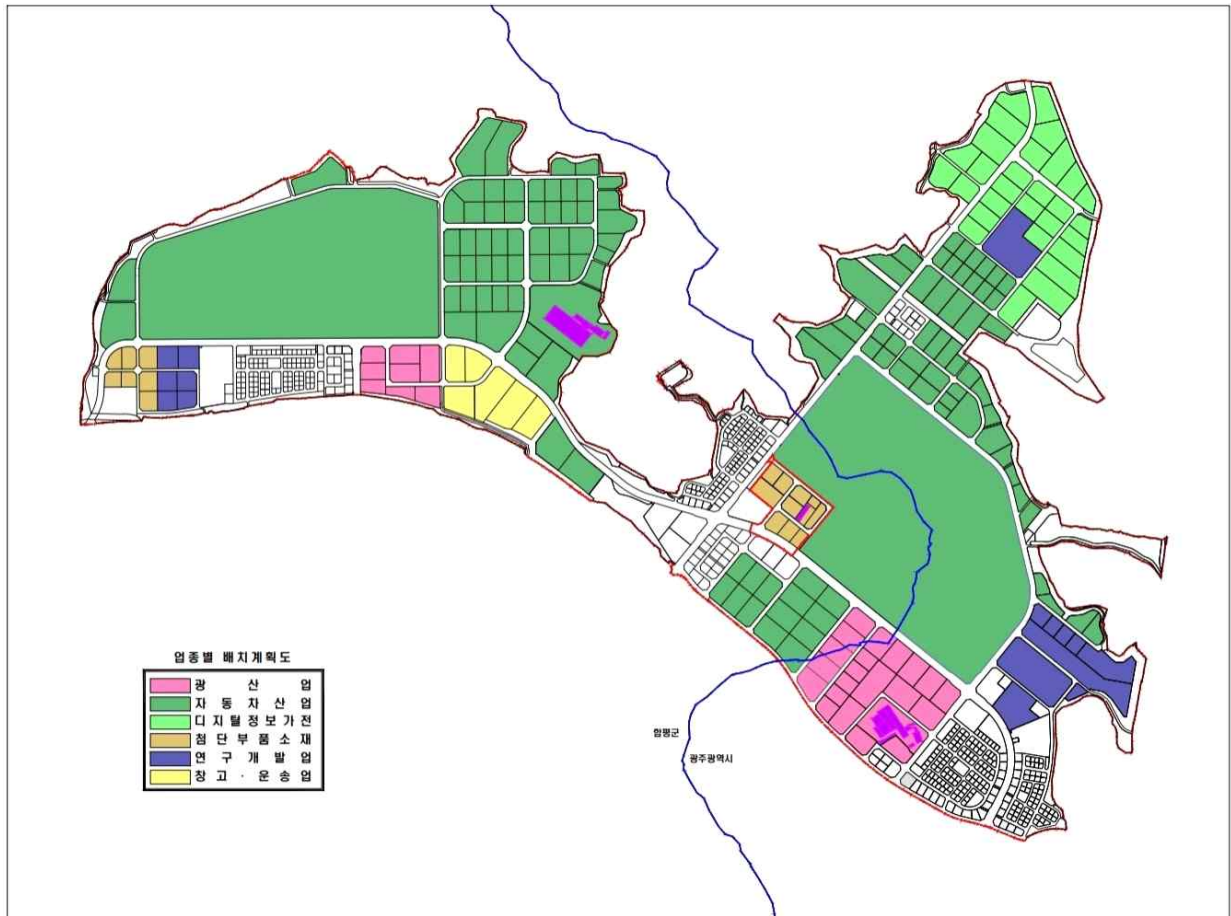 업종별 배치계획도
광 산 업
자 동 차 산 업
디 지 털 정 보 가 전
첨 단 부 품 소 재
연 구 개 발 업
창 고 · 운 송 업
함평군
광주광역시